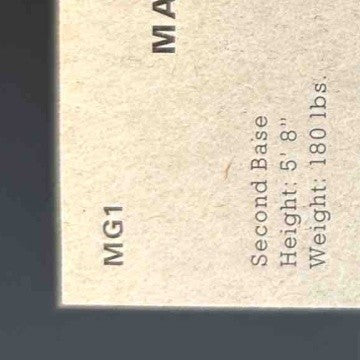 MG1
MA
Second Base
Height: 5' 8"
Weight: 180 lbs.